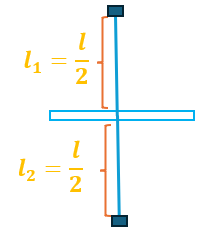 l₁ = l/2
l₂ = l/2